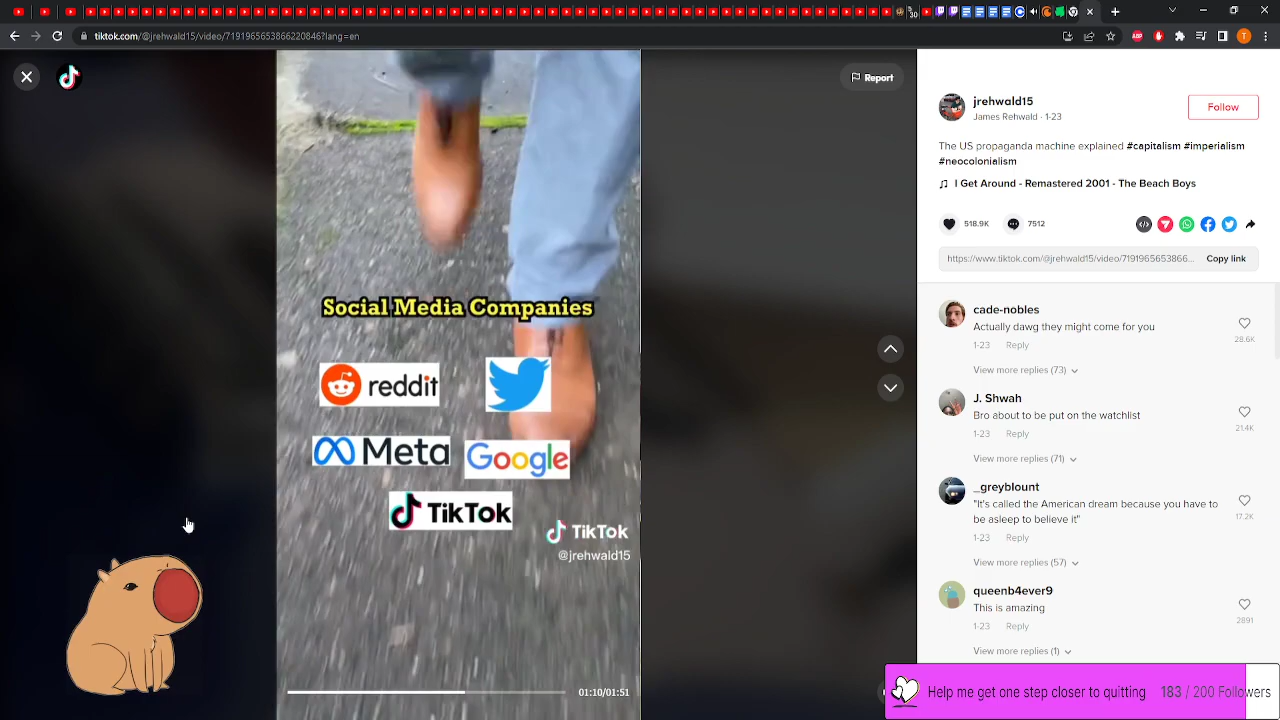 30
tiktok.com/@jrehwald15/video/7191965653866220846?lang=en
ABP
T
Report
Social Media Companies
reddit
Meta
Google
TikTok
TikTok
@jrehwald15
01:10/01:51
jrehwald15
James Rehwald · 1-23
Follow
The US propaganda machine explained #capitalism #imperialism
#neocolonialism
I Get Around - Remastered 2001 - The Beach Boys
518.9K
7512
https://www.tiktok.com/@jrehwald15/video/7191965653866...
Copy link
cade-nobles
Actually dawg they might come for you
1-23 Reply
28.6K
View more replies (73)
J. Shwah
Bro about to be put on the watchlist
1-23 Reply
21.4K
View more replies (71)
_greyblount
"It's called the American dream because you have to
be asleep to believe it"
1-23 Reply
17.2K
View more replies (57)
queenb4ever9
This is amazing
1-23 Reply
2891
View more replies (1)
Help me get one step closer to quitting 183 / 200 Followers